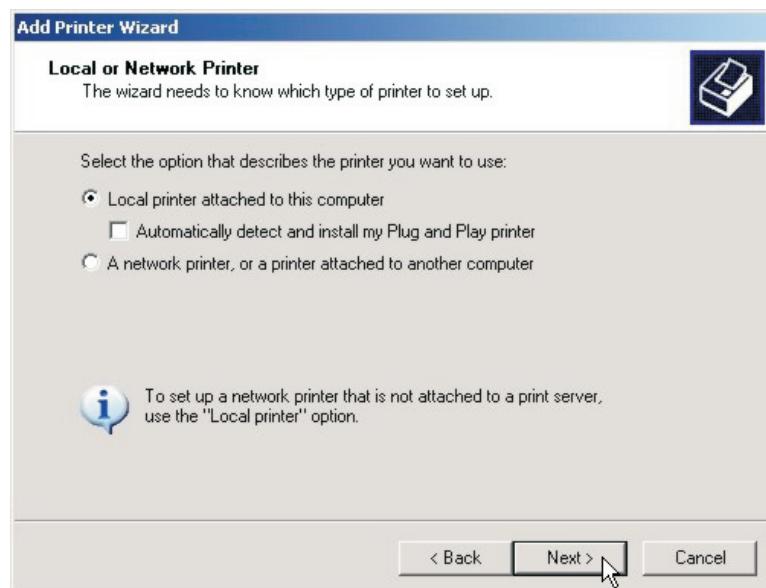 Add Printer Wizard
Local or Network Printer
The wizard needs to know which type of printer to set up.
Select the option that describes the printer you want to use:
Local printer attached to this computer
Automatically detect and install my Plug and Play printer
A network printer, or a printer attached to another computer
To set up a network printer that is not attached to a print server,
use the "Local printer" option.
< Back Next > Cancel